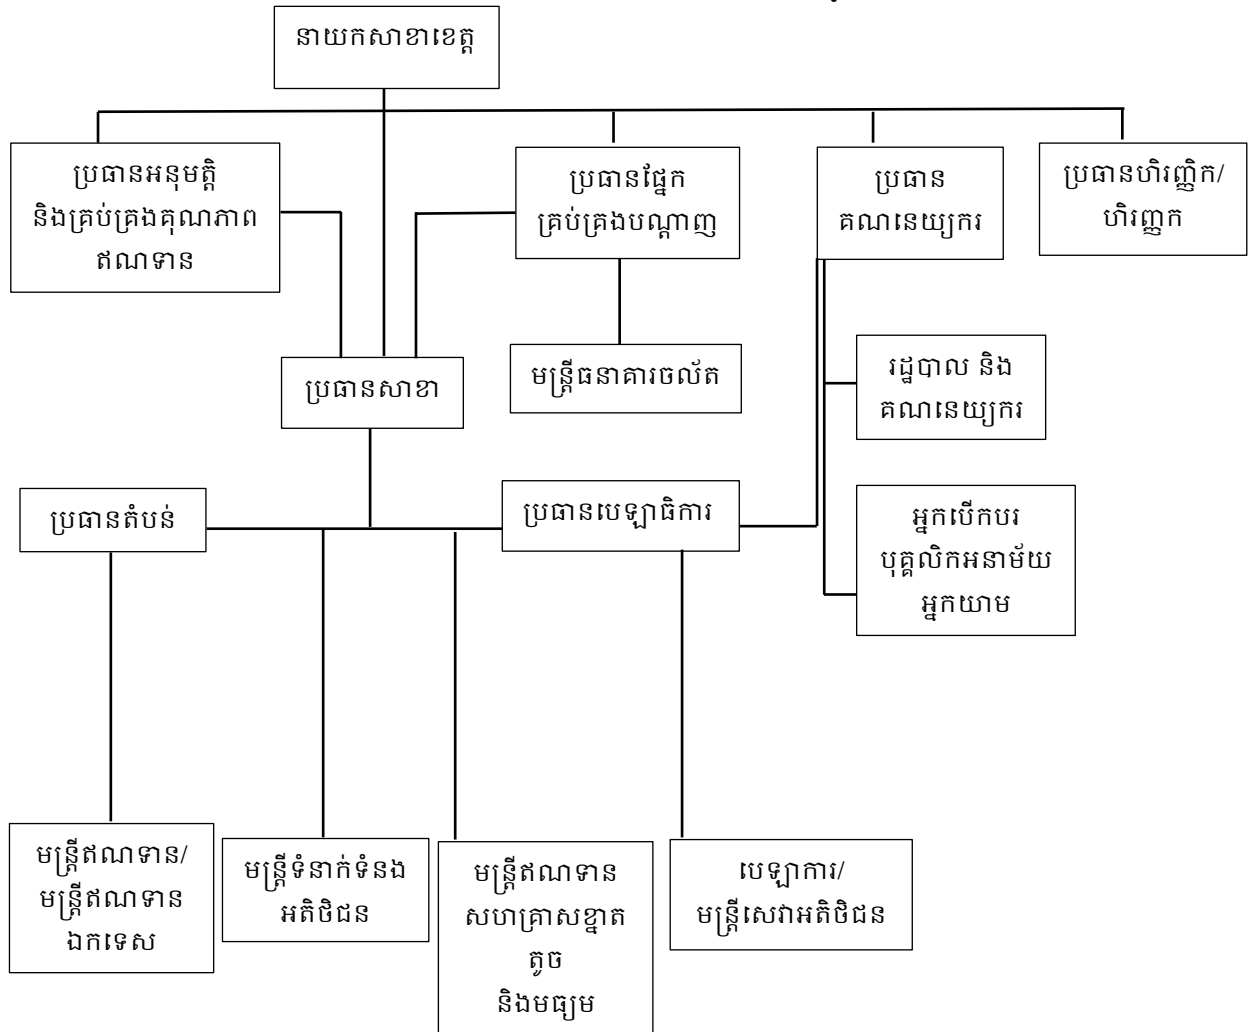 នាយកសាខាខេត្ត
ប្រធានអនុមត្តិ
និងគ្រប់គ្រងគុណភាព
ឥណទាន
ប្រធានផ្នែក
គ្រប់គ្រងបណ្តាញ
ប្រធាន
គណនេយ្យករ
ប្រធានហិរញ្ញិក/
ហិរញ្ញក
ប្រធានសាខា
មន្ត្រីធនាគារចល័ត
រដ្ឋបាល និង
គណនេយ្យករ
ប្រធានតំបន់
ប្រធានបេឡាធិការ
អ្នកបើកបរ
បុគ្គលិកអនាម័យ
អ្នកយាម
មន្ត្រីឥណទាន/
មន្ត្រីឥណទាន
ឯកទេស
មន្ត្រីទំនាក់ទំនង
អតិថិជន
មន្ត្រីឥណទាន
សហគ្រាសខ្នាត
តូច
និងមធ្យម
បេឡាការ/
មន្ត្រីសេវាអតិថិជន